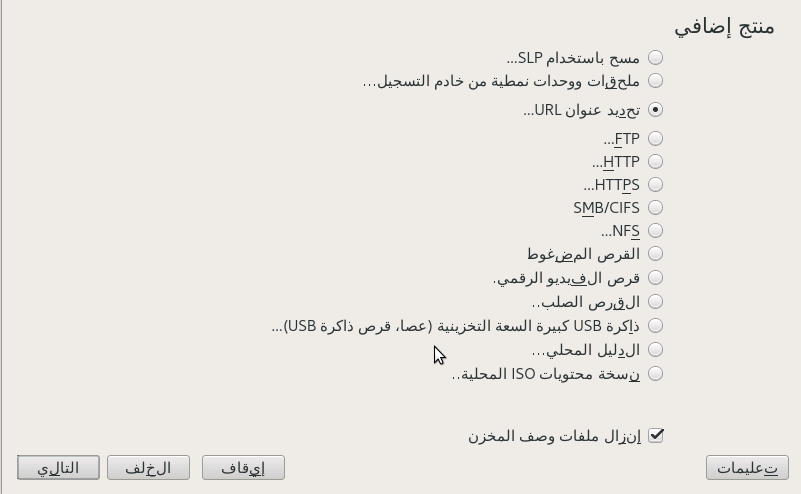 منتج إضافي
مسح باستخدام SLP...
ملحقات ووحدات نمطية من خادم التسجيل...
تحديد عنوان URL...
FTP...
HTTP...
HTTPS...
SMB/CIFS
NFS...
القرص المضغوط
قرص الفيديو الرقمي.
القرص الصلب..
ذاكرة USB كبيرة السعة التخزينية (عصا، قرص ذاكرة USB)...
الدليل المحلي...
نسخة محتويات ISO المحلية..
إنزال ملفات وصف المخزن
تعليمات إيقاف الخلف التالي